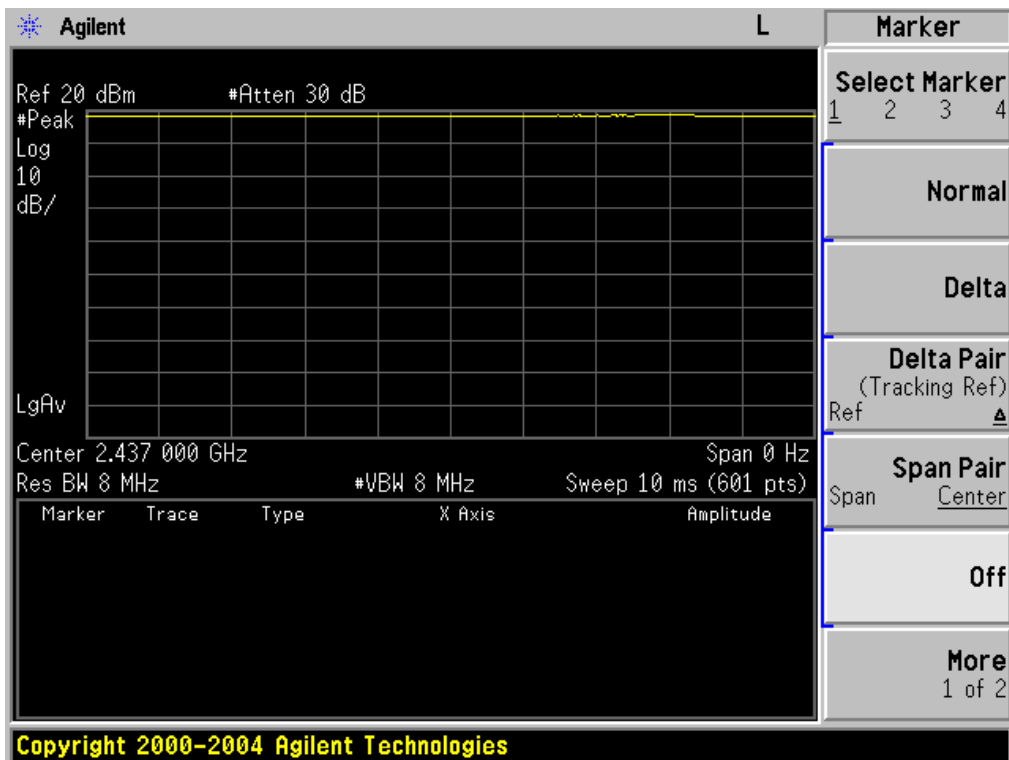 Agilent L
Ref 20 dBm #Atten 30 dB
#Peak
Log
10
dB/
LgAv
Center 2.437 000 GHz Span 0 Hz
Res BW 8 MHz #VBW 8 MHz Sweep 10 ms (601 pts)
Marker Trace Type X Axis Amplitude
Copyright 2000-2004 Agilent Technologies
Marker
Select Marker
1 2 3 4
Normal
Delta
Delta Pair
(Tracking Ref)
Ref Δ
Span Pair
Span Center
Off
More
1 of 2